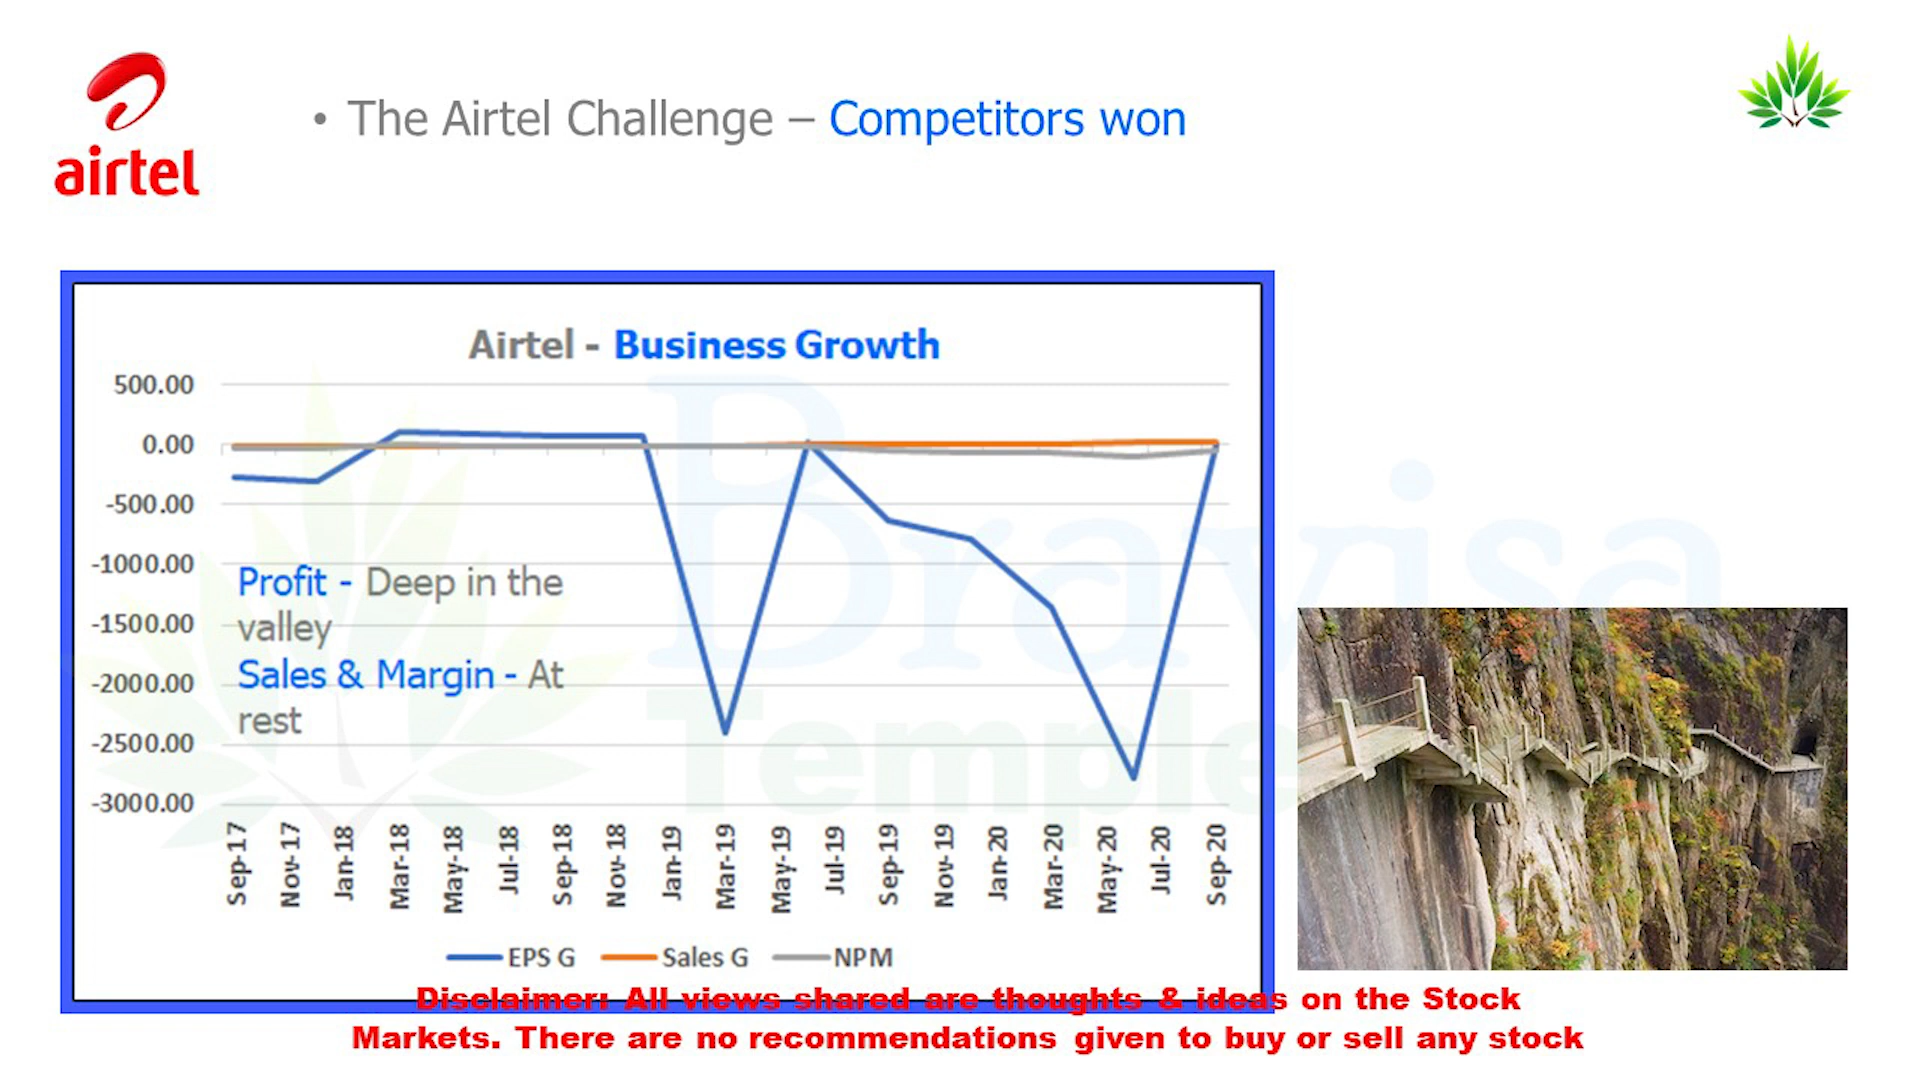 airtel
• The Airtel Challenge – Competitors won
Airtel - Business Growth
500.00
0.00
-500.00
-1000.00
-1500.00
-2000.00
-2500.00
-3000.00
Profit - Deep in the
valley
Sales & Margin - At
rest
Sep-17
Nov-17
Jan-18
Mar-18
May-18
Jul-18
Sep-18
Nov-18
Jan-19
Mar-19
May-19
Jul-19
Sep-19
Nov-19
Jan-20
Mar-20
May-20
Jul-20
Sep-20
EPS G
Sales G
NPM
Bravisa
Temple
Disclaimer: All views shared are thoughts & ideas on the Stock
Markets. There are no recommendations given to buy or sell any stock